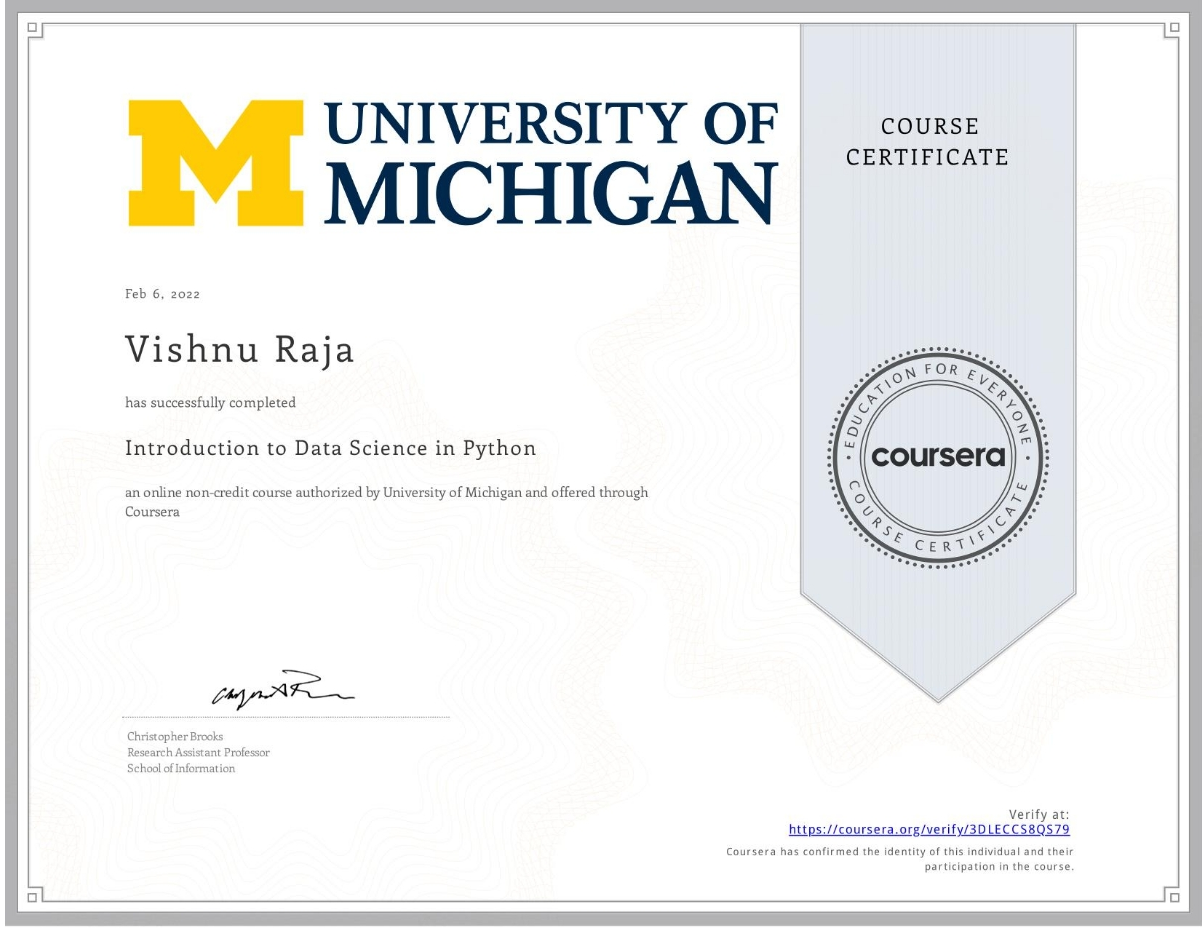 UNIVERSITY OF
MICHIGAN
COURSE
CERTIFICATE
Feb 6, 2022
Vishnu Raja
has successfully completed
Introduction to Data Science in Python
an online non-credit course authorized by University of Michigan and offered through
Coursera
EDUCATION FOR EVERYONE
coursera
COURSE CERTIFICATE
Christopher Brooks
Research Assistant Professor
School of Information
Verify at:
https://coursera.org/verify/3DLECCS8QS79
Coursera has confirmed the identity of this individual and their
participation in the course.